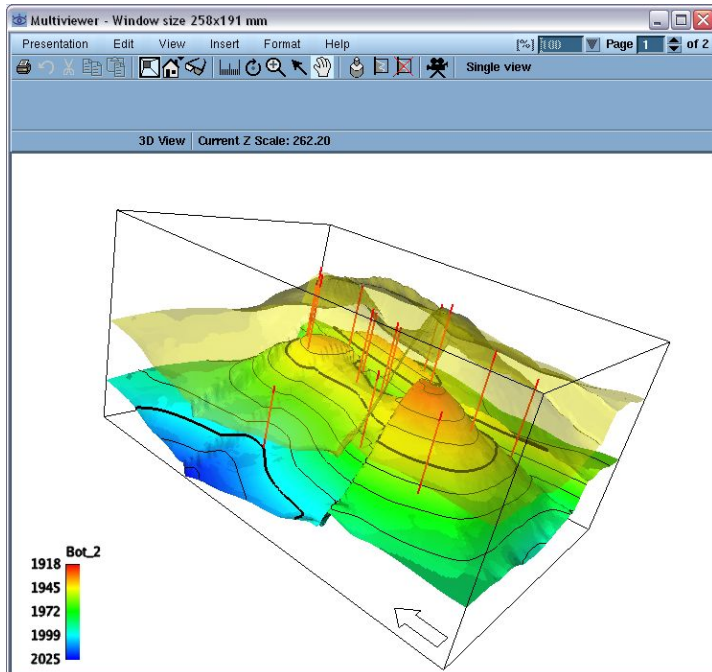 Multiviewer - Window size 258x191 mm
Presentation Edit View Insert Format Help [%] 100 Page 1 of 2
Single view
3D View Current Z Scale: 262.20
Bot_2
1918
1945
1972
1999
2025